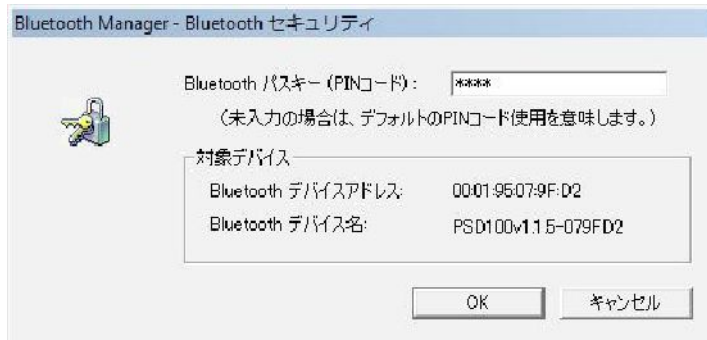 Bluetooth Manager - Bluetooth セキュリティ
Bluetooth パスキー (PINコード) : ****
(未入力の場合は、デフォルトのPINコード使用を意味します。)
対象デバイス
Bluetooth デバイスアドレス: 00:01:95:07:9F:D2
Bluetooth デバイス名: PSD100v1.1.5-079FD2
OK キャンセル